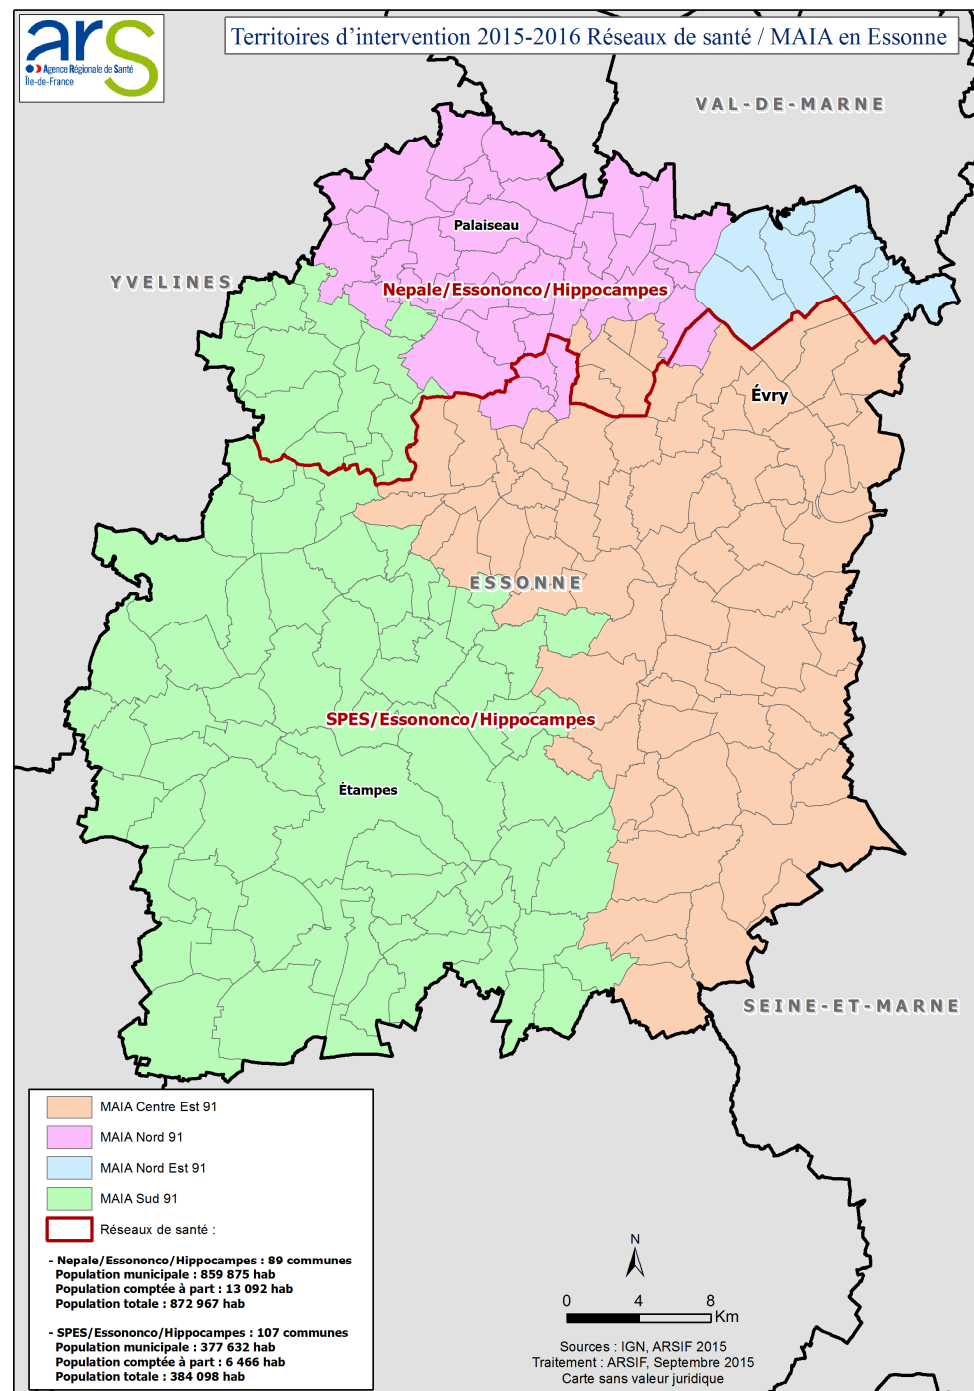 ars
Agence Régionale de Santé
Île-de-France
Territoires d'intervention 2015-2016 Réseaux de santé / MAIA en Essonne
VAL-DE-MARNE
Palaiseau
YVELINES
Nepale/Essononco/Hippocampes
Évry
ESSONNE
SPES/Essononco/Hippocampes
Étampes
SEINE-ET-MARNE
MAIA Centre Est 91
MAIA Nord 91
MAIA Nord Est 91
MAIA Sud 91
Réseaux de santé :
- Nepale/Essononco/Hippocampes : 89 communes
Population municipale : 859 875 hab
Population comptée à part : 13 092 hab
Population totale : 872 967 hab
- SPES/Essononco/Hippocampes : 107 communes
Population municipale : 377 632 hab
Population comptée à part : 6 466 hab
Population totale : 384 098 hab
N
0 4 8
Km
Sources : IGN, ARSIF 2015
Traitement : ARSIF, Septembre 2015
Carte sans valeur juridique